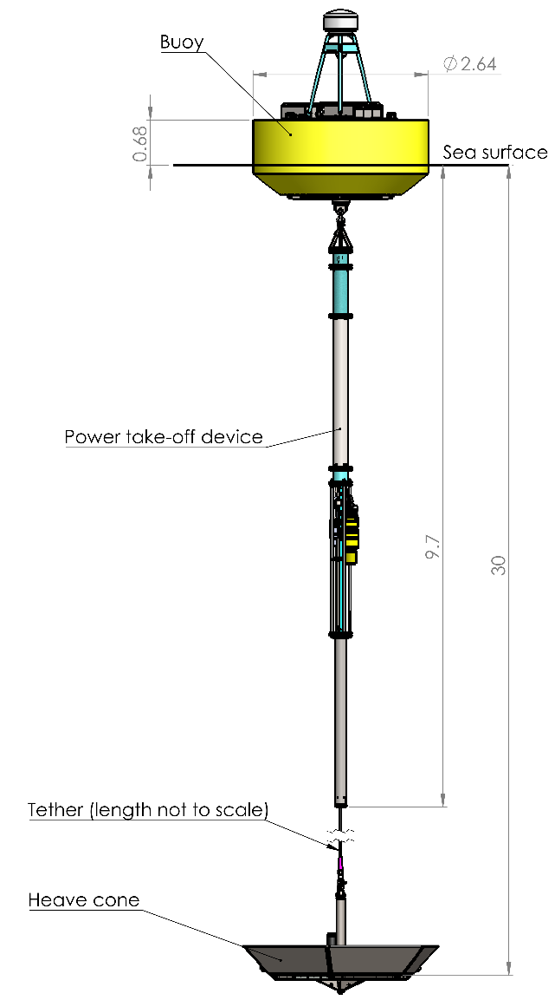 Buoy
∅2.64
0.68
Sea surface
Power take-off device
9.7
30
Tether (length not to scale)
Heave cone